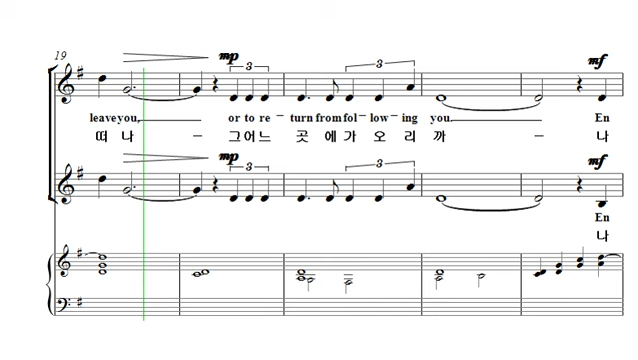 19
mp
3 3
leave you, or to re - turn from fol - low - ing you. En
떠 나 - 그 어느 곳 에 가 오 리 까 - 나
mf
mp
3 3
mf
En
나